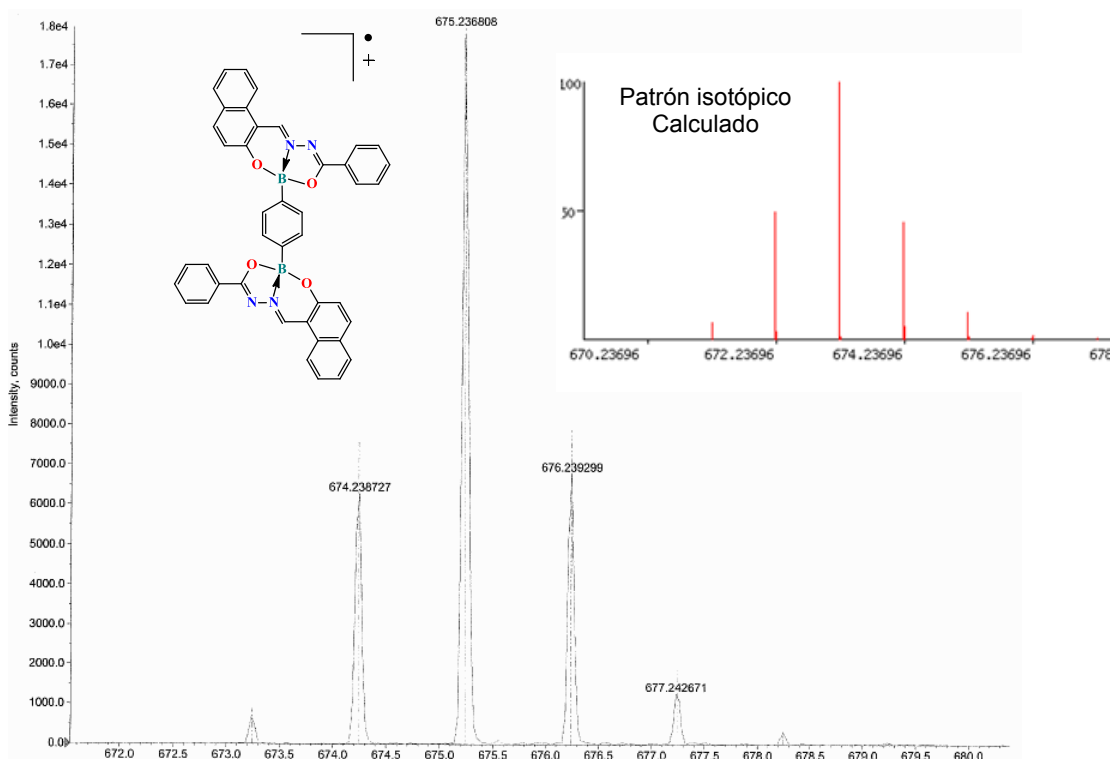 675.236808
1.8e4
1.7e4
1.6e4
1.5e4
1.4e4
1.3e4
1.2e4
1.1e4
1.0e4
9000.0
8000.0
7000.0
6000.0
5000.0
4000.0
3000.0
2000.0
1000.0
0.0
Intensity, counts
•
+
N N
O B O
O B O
N N
Patrón isotópico
Calculado
100
50
670.23696 672.23696 674.23696 676.23696 678
674.238727
676.239299
677.242671
672.0 672.5 673.0 673.5 674.0 674.5 675.0 675.5 676.0 676.5 677.0 677.5 678.0 678.5 679.0 679.5 680.0